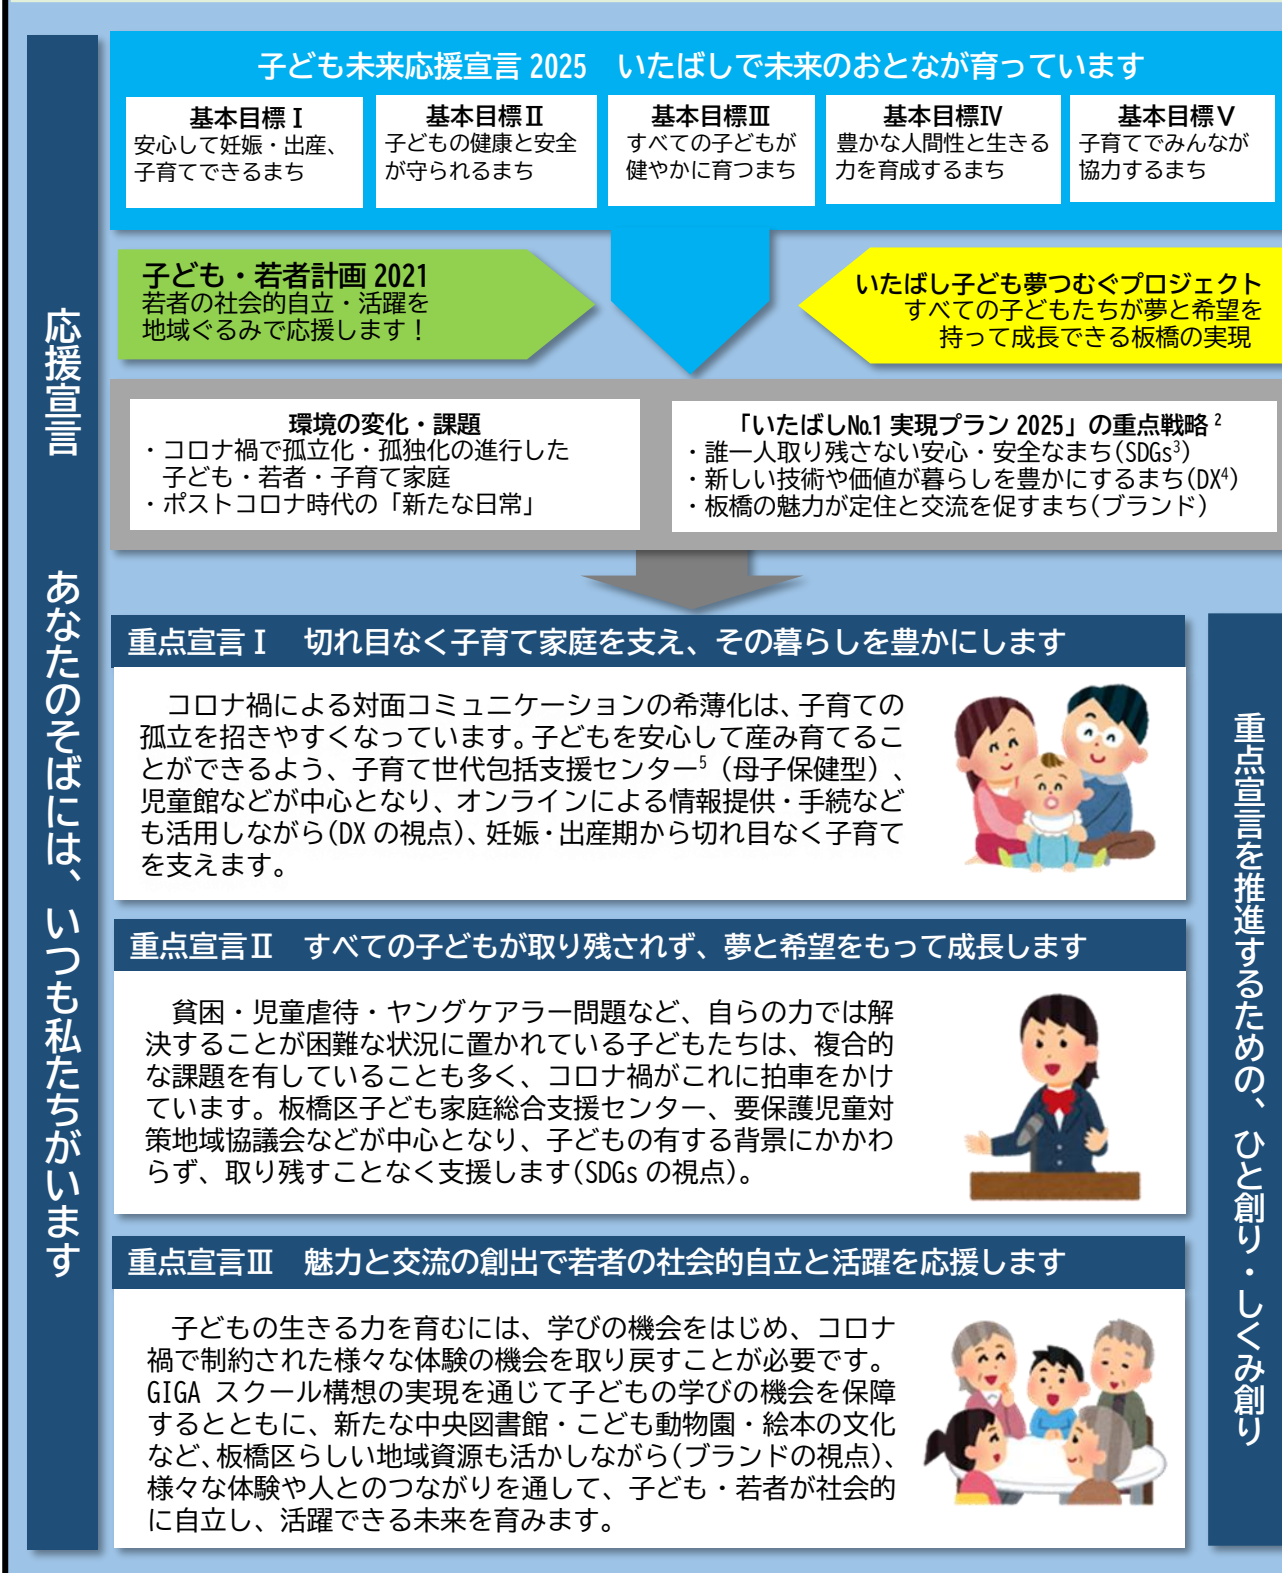 応援宣言　あなたのそばには、いつも私たちがいます
子ども未来応援宣言 2025　いたばしで未来のおとなが育っています
基本目標Ⅰ
安心して妊娠・出産、
子育てできるまち
基本目標Ⅱ
子どもの健康と安全
が守られるまち
基本目標Ⅲ
すべての子どもが
健やかに育つまち
基本目標Ⅳ
豊かな人間性と生きる
力を育成するまち
基本目標Ⅴ
子育てでみんなが
協力するまち
子ども・若者計画 2021
若者の社会的自立・活躍を
地域ぐるみで応援します！
いたばし子ども夢つむぐプロジェクト
すべての子どもたちが夢と希望を
持って成長できる板橋の実現
環境の変化・課題
・コロナ禍で孤立化・孤独化の進行した
子ども・若者・子育て家庭
・ポストコロナ時代の「新たな日常」
「いたばし№1 実現プラン 2025」の重点戦略²
・誰一人取り残さない安心・安全なまち(SDGs³)
・新しい技術や価値が暮らしを豊かにするまち(DX⁴)
・板橋の魅力が定住と交流を促すまち(ブランド)
重点宣言Ⅰ　切れ目なく子育て家庭を支え、その暮らしを豊かにします
コロナ禍による対面コミュニケーションの希薄化は、子育ての
孤立を招きやすくなっています。子どもを安心して産み育てるこ
とができるよう、子育て世代包括支援センター⁵（母子保健型）、
児童館などが中心となり、オンラインによる情報提供・手続など
も活用しながら(DX の視点)、妊娠・出産期から切れ目なく子育て
を支えます。
重点宣言Ⅱ　すべての子どもが取り残されず、夢と希望をもって成長します
貧困・児童虐待・ヤングケアラー問題など、自らの力では解
決することが困難な状況に置かれている子どもたちは、複合的
な課題を有していることも多く、コロナ禍がこれに拍車をかけ
ています。板橋区子ども家庭総合支援センター、要保護児童対
策地域協議会などが中心となり、子どもの有する背景にかかわ
らず、取り残すことなく支援します(SDGs の視点)。
重点宣言Ⅲ　魅力と交流の創出で若者の社会的自立と活躍を応援します
子どもの生きる力を育むには、学びの機会をはじめ、コロナ
禍で制約された様々な体験の機会を取り戻すことが必要です。
GIGA スクール構想の実現を通じて子どもの学びの機会を保障
するとともに、新たな中央図書館・こども動物園・絵本の文化
など、板橋区らしい地域資源も活かしながら(ブランドの視点)、
様々な体験や人とのつながりを通して、子ども・若者が社会的
に自立し、活躍できる未来を育みます。
重点宣言を推進するための、ひと創り・しくみ創り